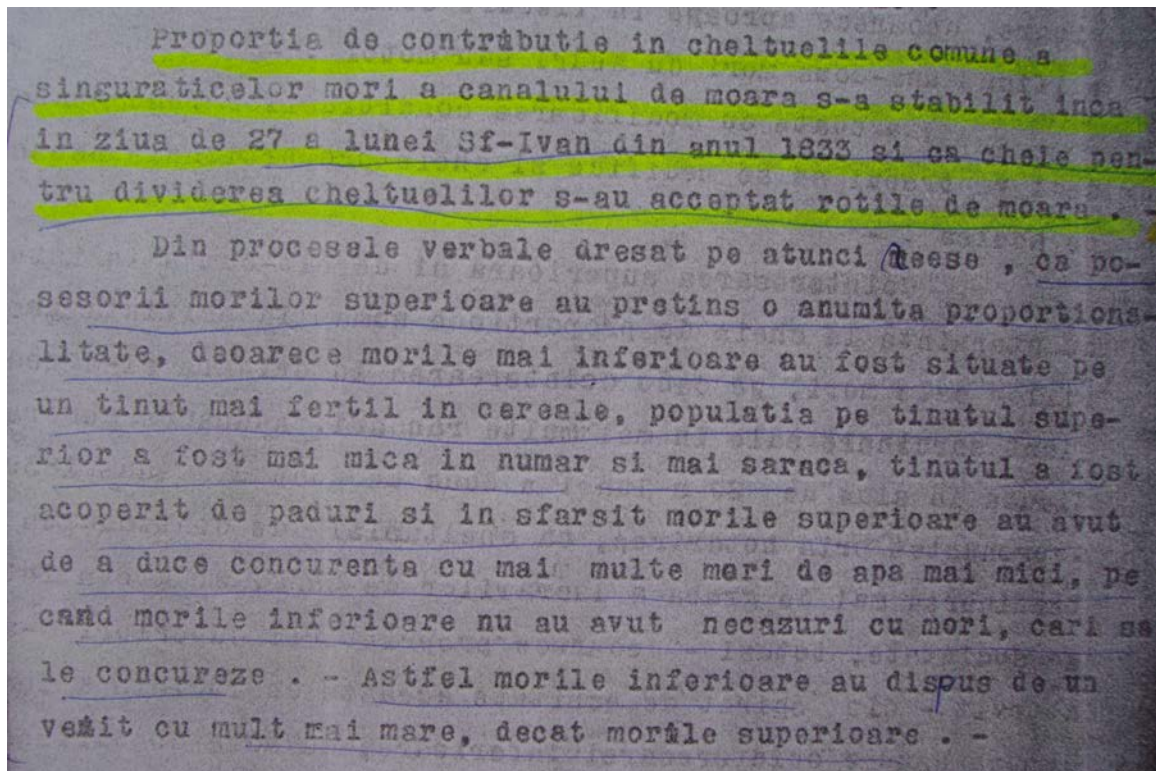 Proportia de contributie in cheltuelile comune a
singuraticelor mori a canalului de moara s-a stabilit inca
in ziua de 27 a lunei Sf-Ivan din anul 1833 si ca cheie pen-
tru dividerea cheltuelilor s-au acceptat rotile de moara . -
Din procesele verbale dresat pe atunci reese , ca po-
sesorii morilor superioare au pretins o anumita proportiona-
litate, deoarece morile mai inferioare au fost situate pe
un tinut mai fertil in cereale, populatia pe tinutul supe-
rior a fost mai mica in numar si mai saraca, tinutul a fost
acoperit de paduri si in sfarsit morile superioare au avut
de a duce concurenta cu mai multe mori de apa mai mici, pe
cand morile inferioare nu au avut necazuri cu mori, cari sa
le concureze . - Astfel morile inferioare au dispus de un
venit cu mult mai mare, decat morile superioare . -